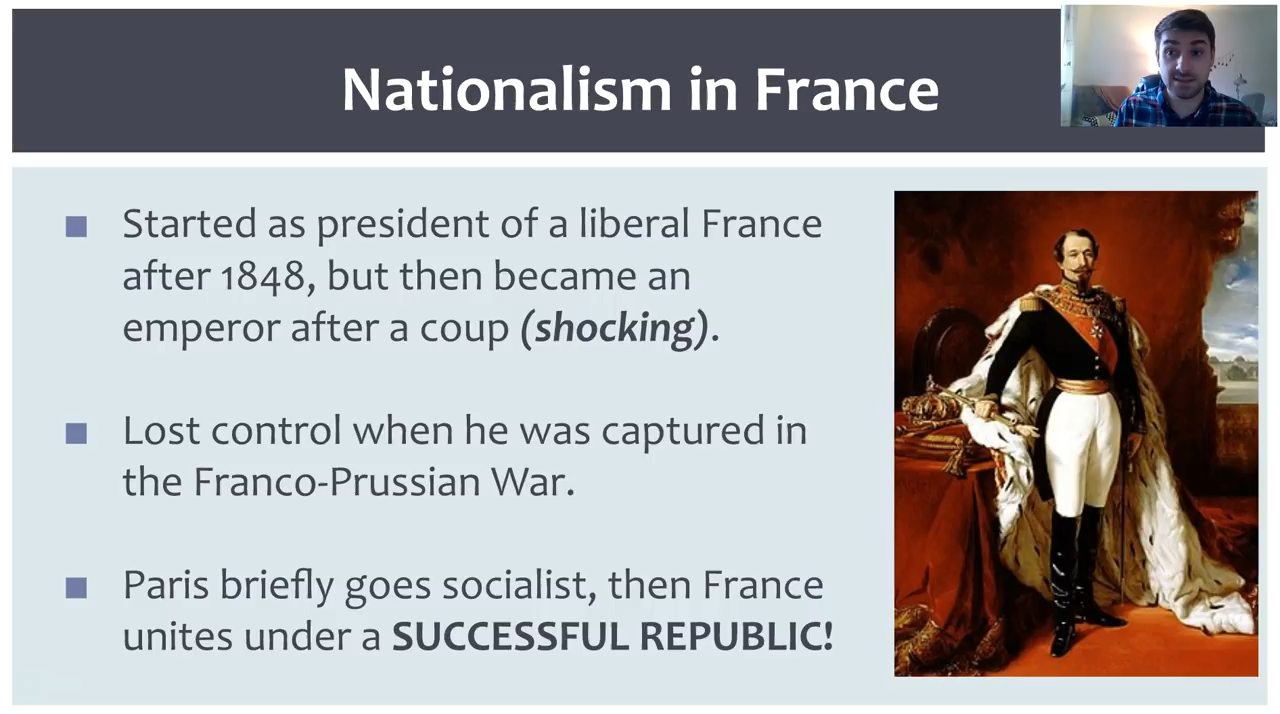 Nationalism in France
Started as president of a liberal France
after 1848, but then became an
emperor after a coup (shocking).
Lost control when he was captured in
the Franco-Prussian War.
Paris briefly goes socialist, then France
unites under a SUCCESSFUL REPUBLIC!